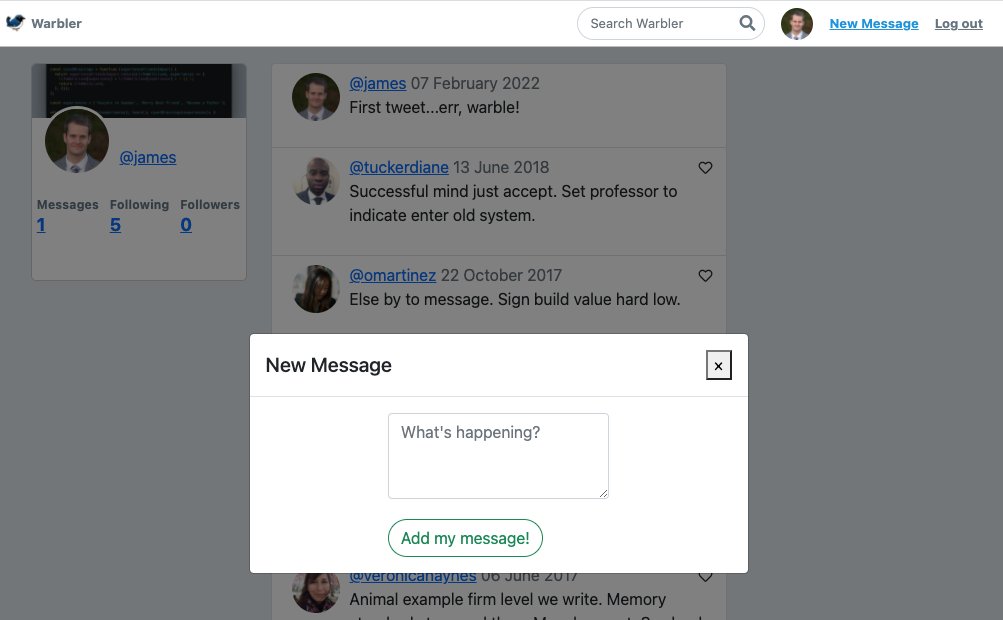 Warbler
Search Warbler
New Message
Log out
@james
Messages Following Followers
1 5 0
@james 07 February 2022
First tweet...err, warble!
@tuckerdiane 13 June 2018
Successful mind just accept. Set professor to
indicate enter old system.
@omartinez 22 October 2017
Else by to message. Sign build value hard low.
New Message
×
What's happening?
Add my message!
@veronicahaynes 06 June 2017
Animal example firm level we write. Memory